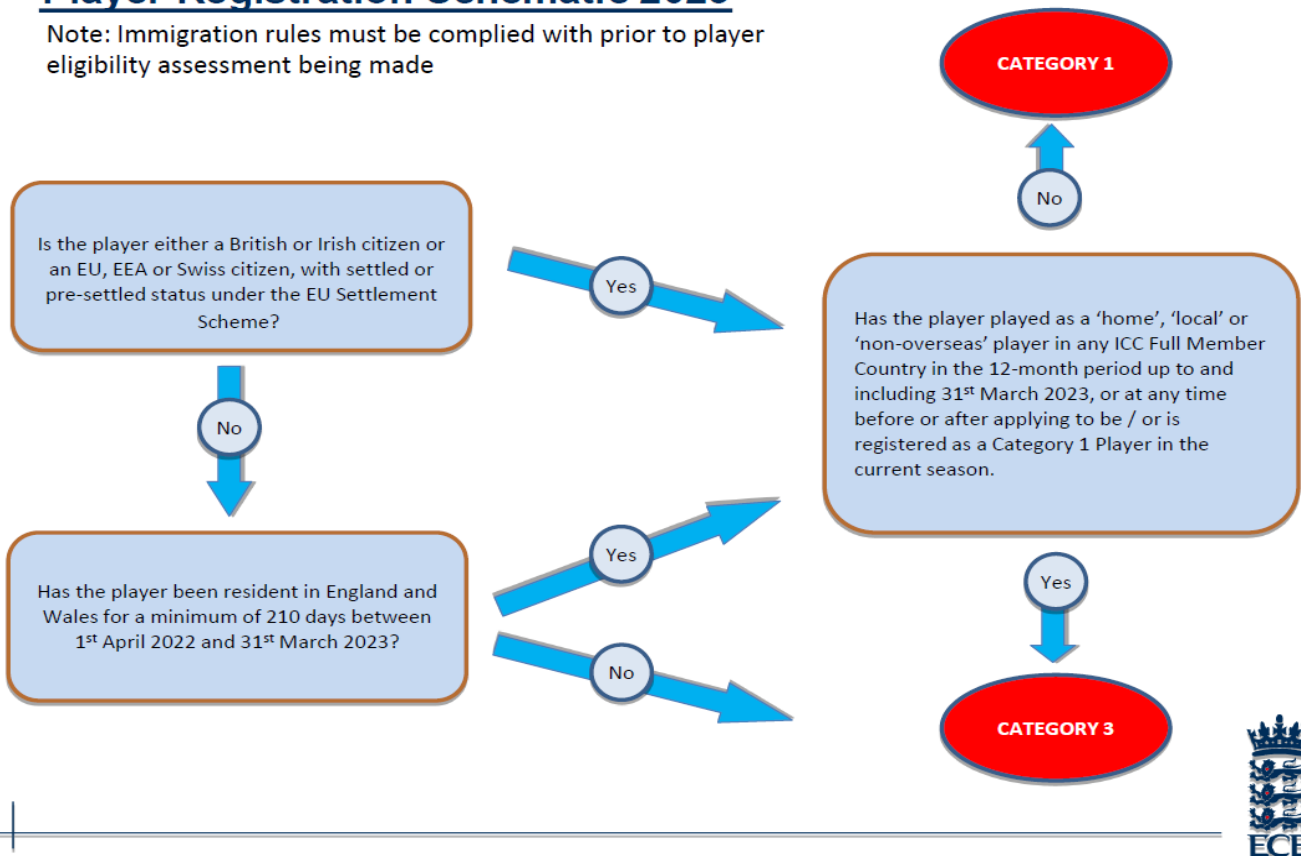 Player Registration Schematic 2023
Note: Immigration rules must be complied with prior to player
eligibility assessment being made
CATEGORY 1
No
Is the player either a British or Irish citizen or
an EU, EEA or Swiss citizen, with settled or
pre-settled status under the EU Settlement
Scheme?
Yes
Has the player played as a ‘home’, ‘local’ or
‘non-overseas’ player in any ICC Full Member
Country in the 12-month period up to and
including 31st March 2023, or at any time
before or after applying to be / or is
registered as a Category 1 Player in the
current season.
No
Has the player been resident in England and
Wales for a minimum of 210 days between
1st April 2022 and 31st March 2023?
Yes
No
Yes
CATEGORY 3
ECB